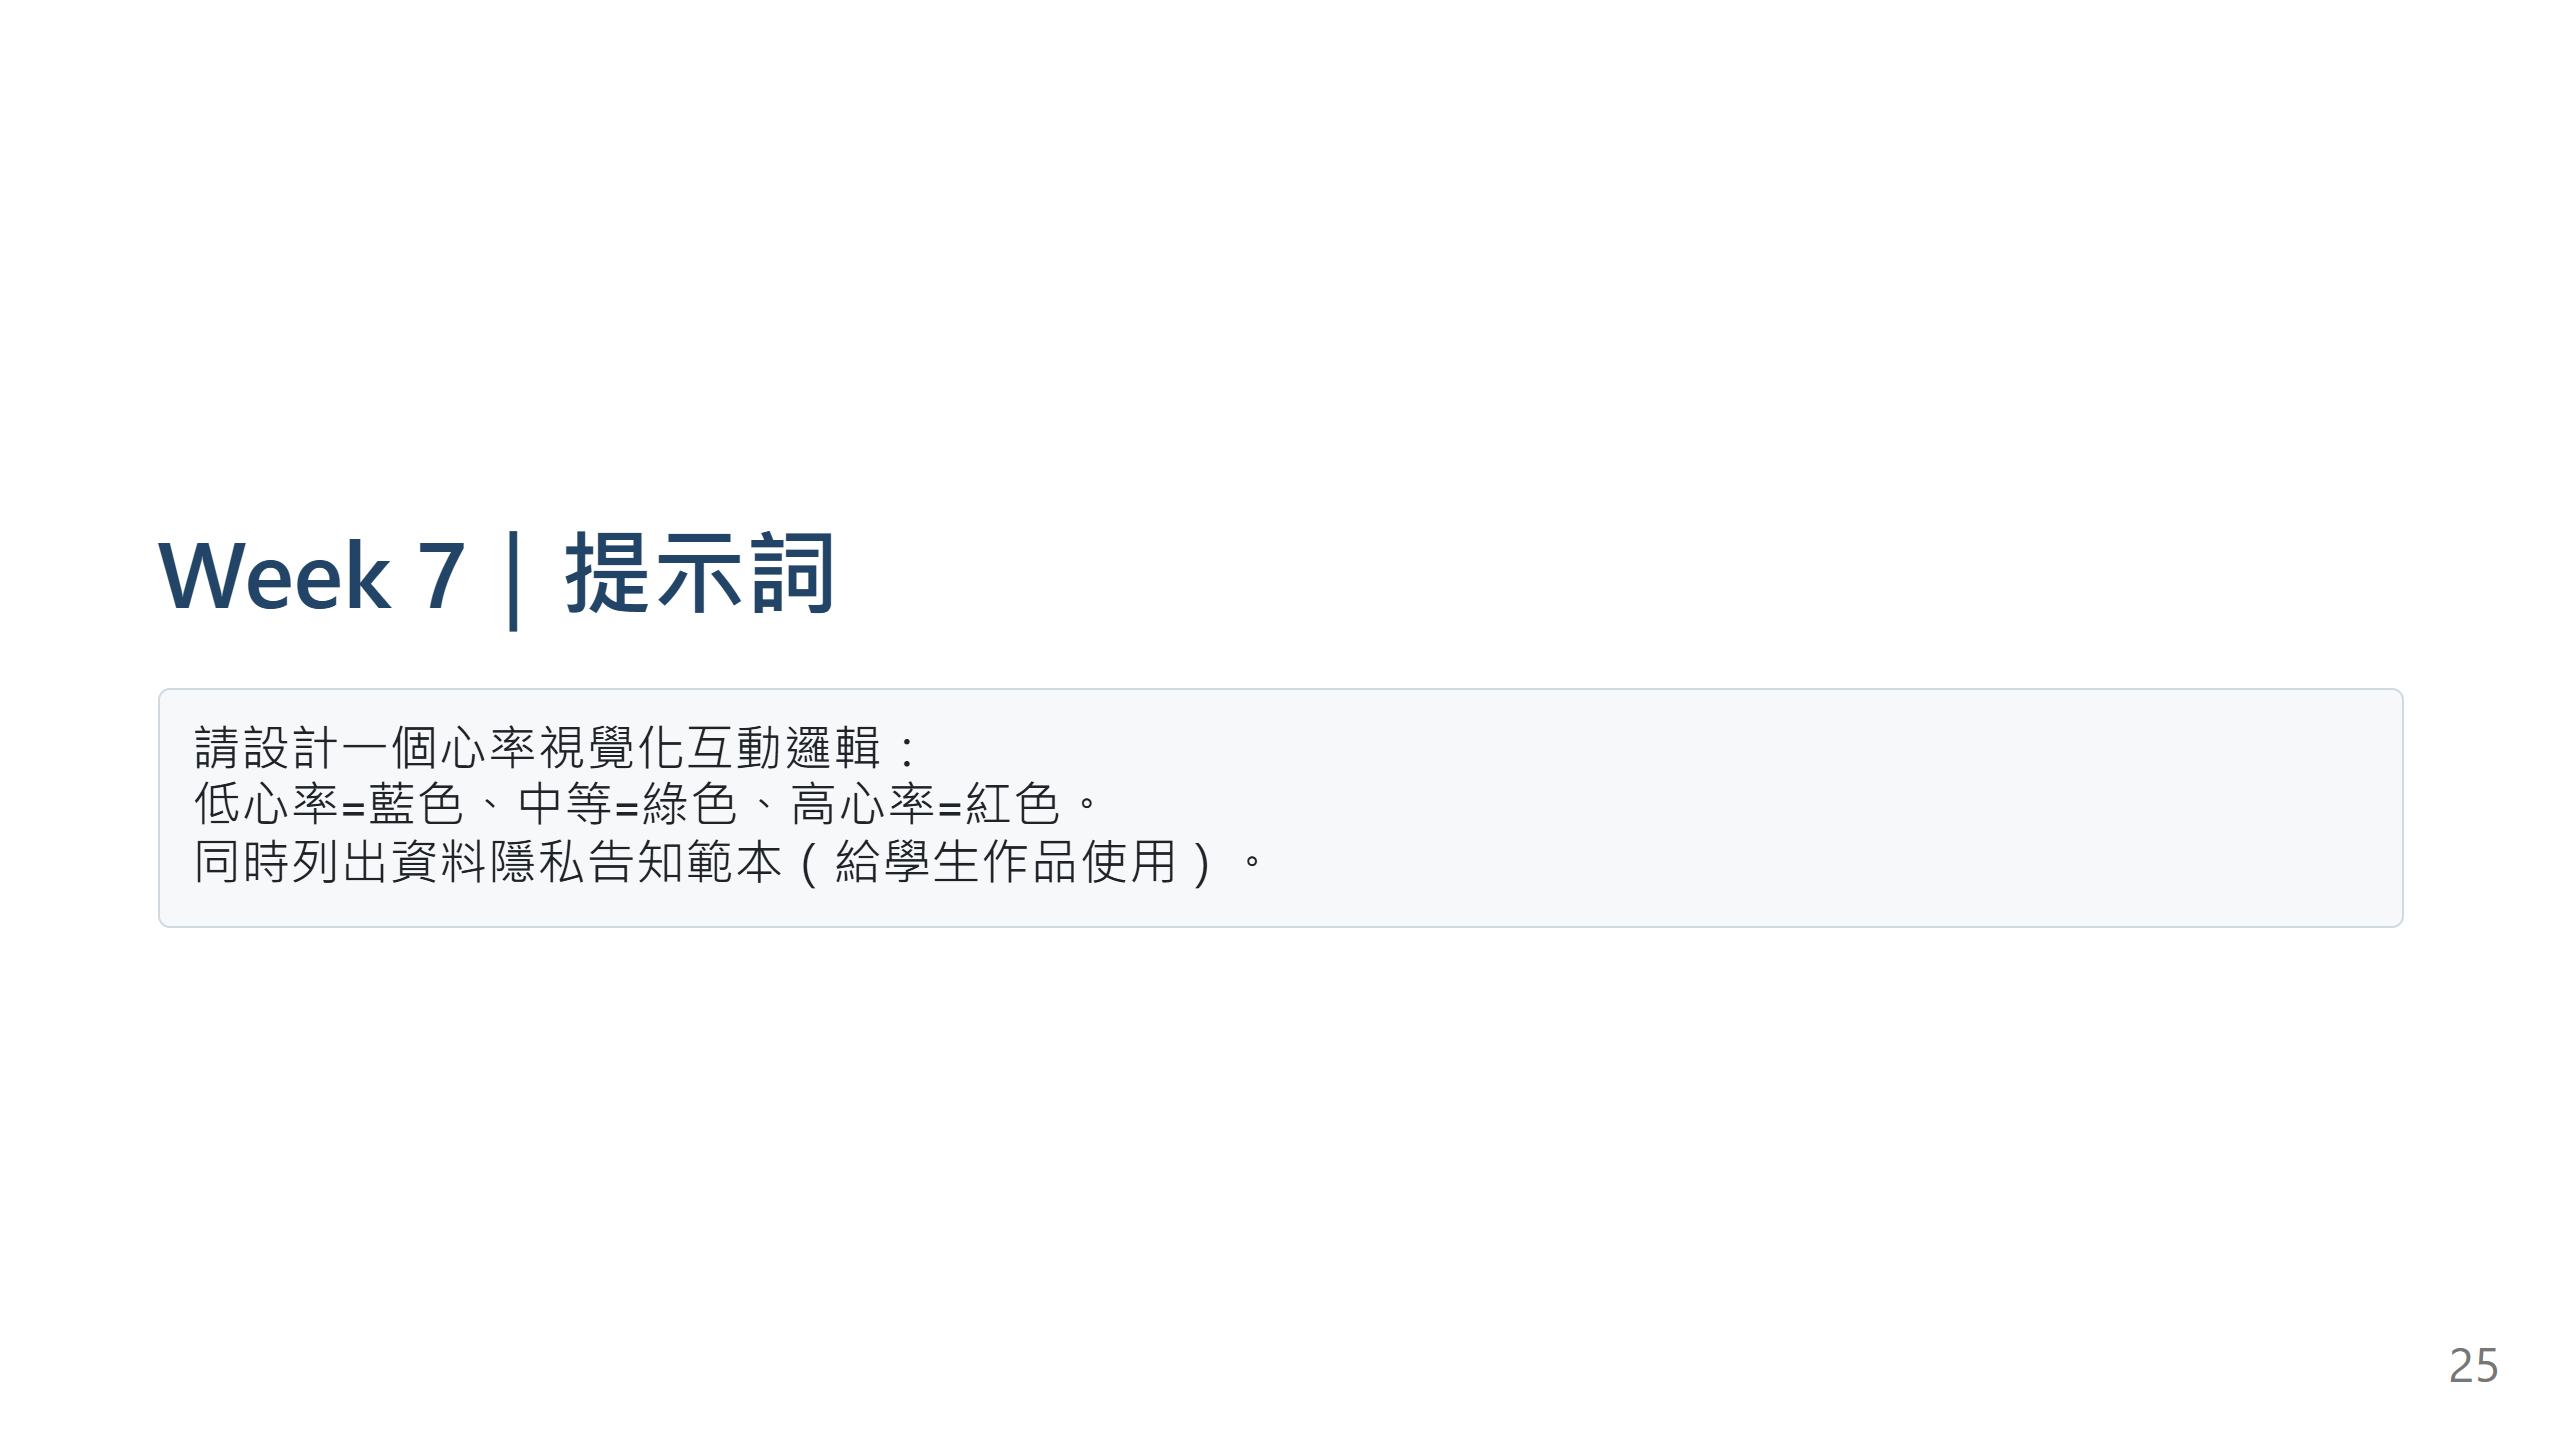 Week 7｜提示詞
請設計一個心率視覺化互動邏輯：
低心率=藍色、中等=綠色、高心率=紅色。
同時列出資料隱私告知範本（給學生作品使用）。
25